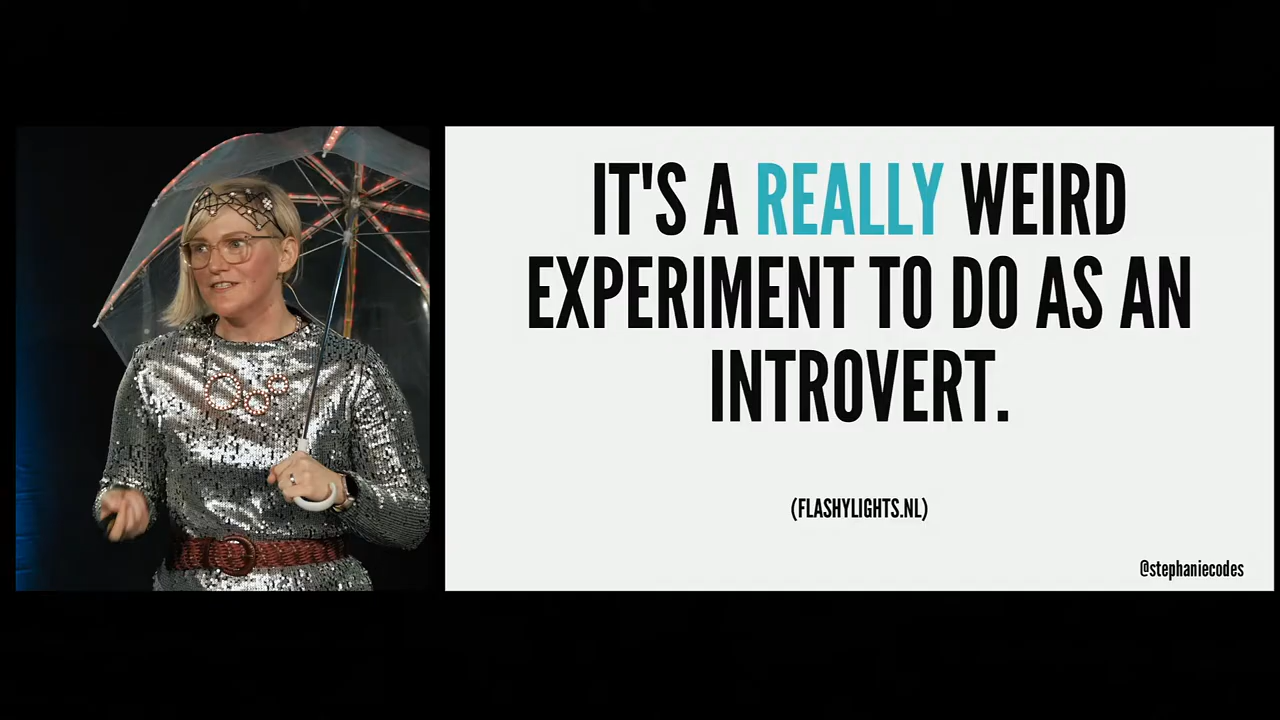 IT'S A REALLY WEIRD
EXPERIMENT TO DO AS AN
INTROVERT.
(FLASHYLIGHTS.NL)
@stephaniecodes